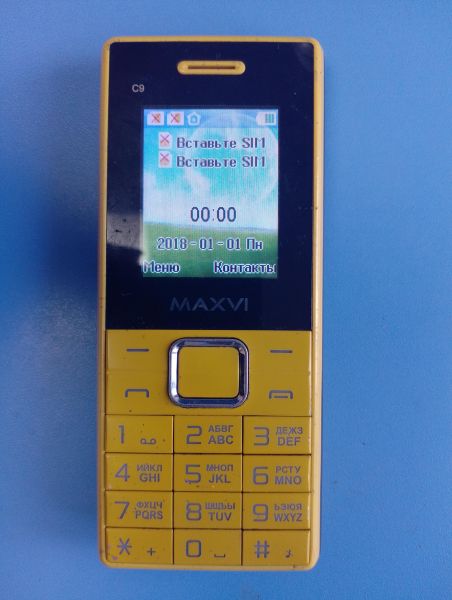 C9
Вставьте SIM
Вставьте SIM
00:00
2018-01-01 Пн
Меню Контакты
MAXVI
1 2 АБВГ ABC 3 ДЕЖЗ DEF
4 ИЙКЛ GHI 5 МНОП JKL 6 РСТУ MNO
7 ФХЦЧ PQRS 8 ШЩЪЫ TUV 9 ЬЭЮЯ WXYZ
* + 0 #